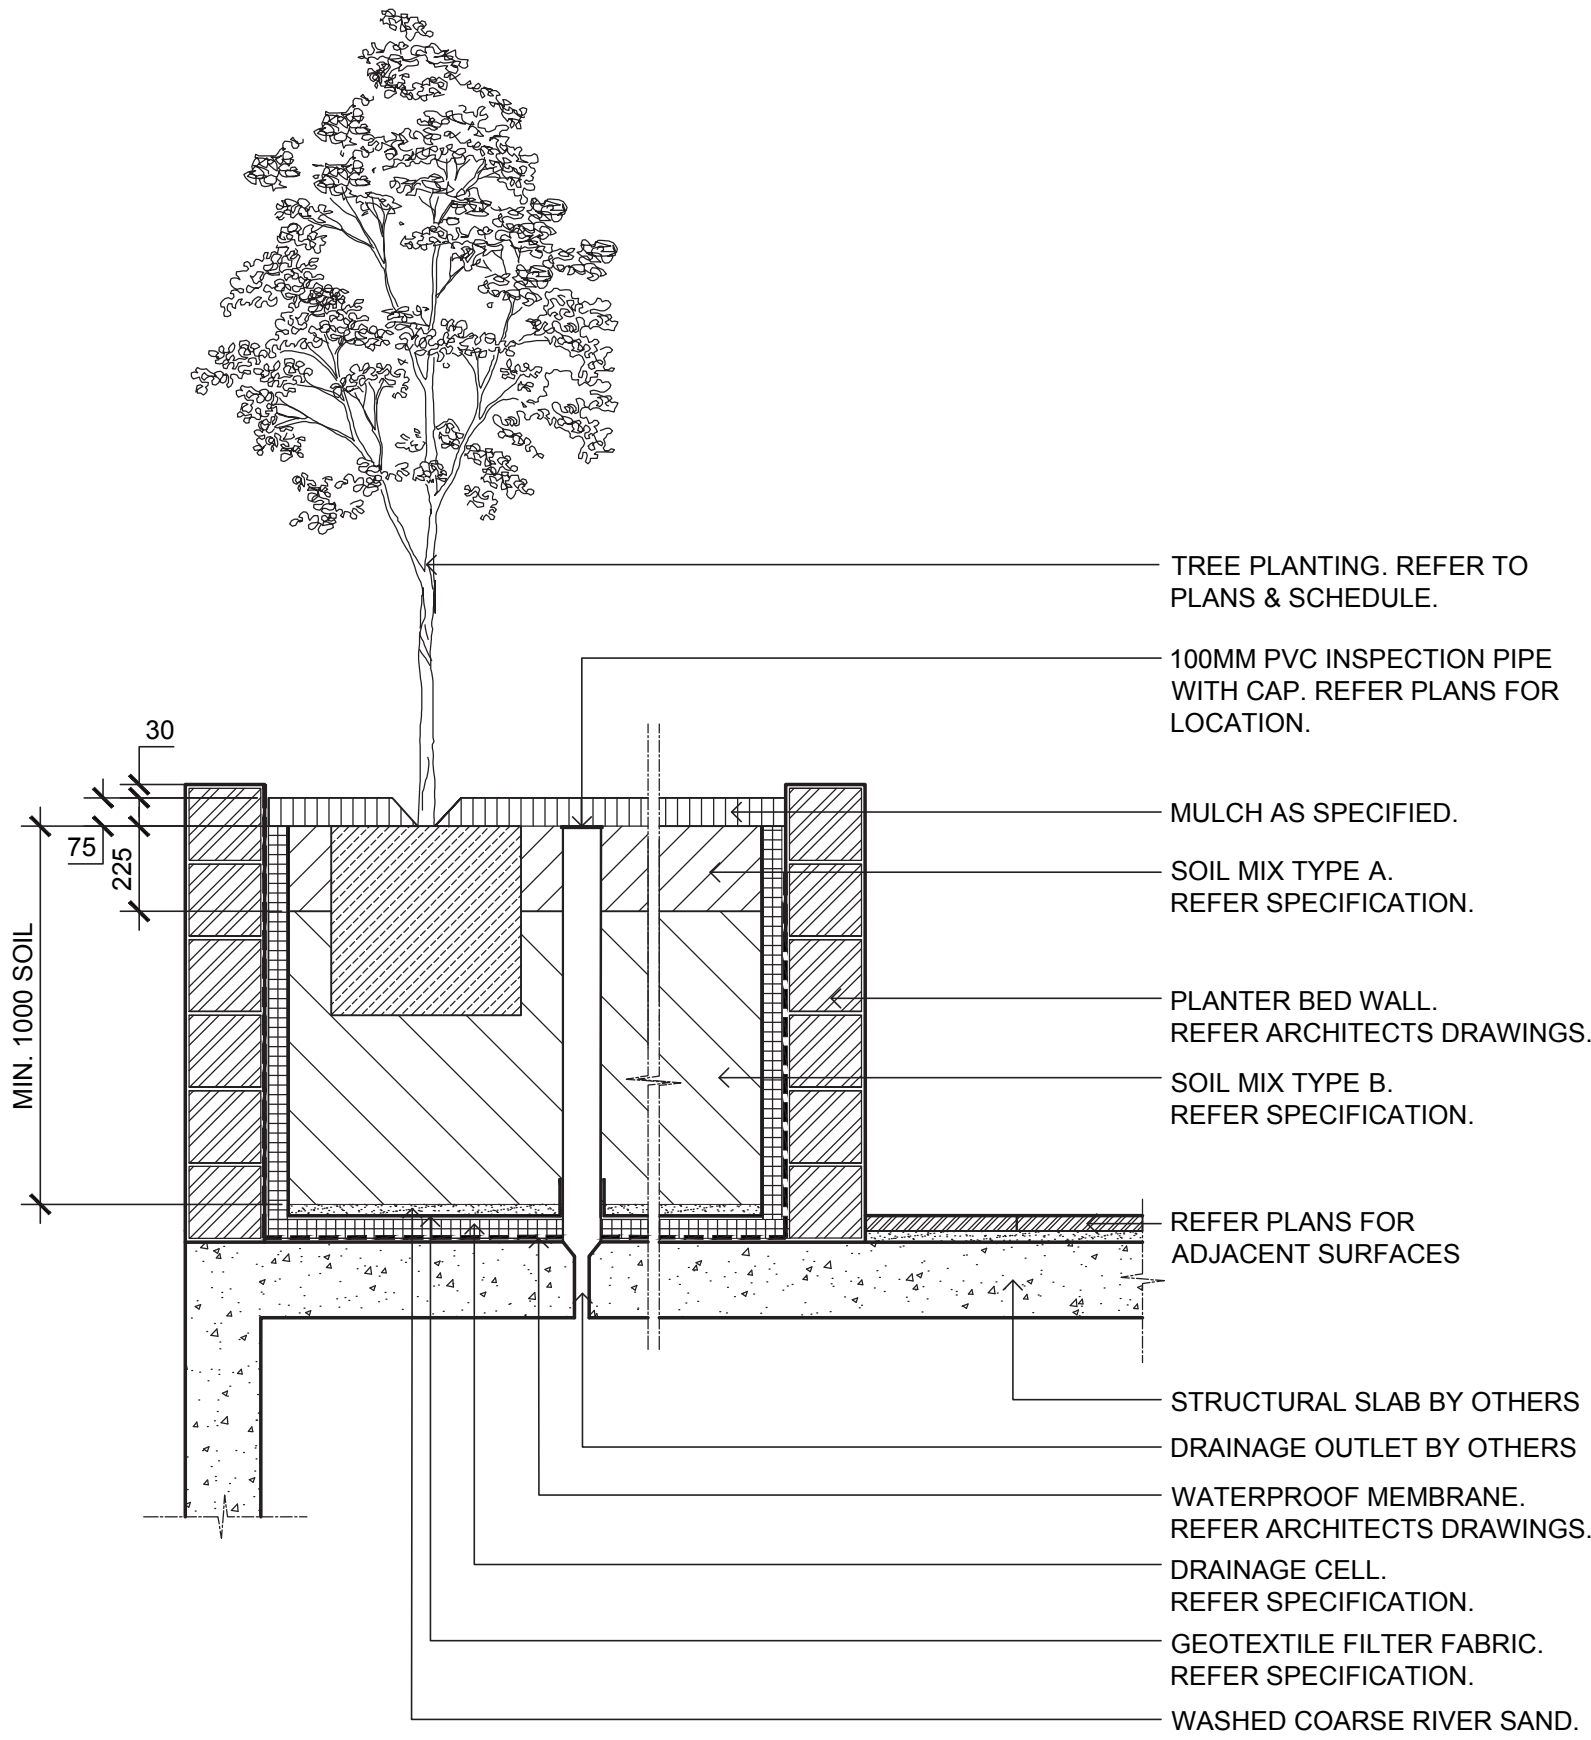 TREE PLANTING. REFER TO
PLANS & SCHEDULE.
100MM PVC INSPECTION PIPE
WITH CAP. REFER PLANS FOR
LOCATION.
30
75
225
MIN. 1000 SOIL
MULCH AS SPECIFIED.
SOIL MIX TYPE A.
REFER SPECIFICATION.
PLANTER BED WALL.
REFER ARCHITECTS DRAWINGS.
SOIL MIX TYPE B.
REFER SPECIFICATION.
REFER PLANS FOR
ADJACENT SURFACES
STRUCTURAL SLAB BY OTHERS
DRAINAGE OUTLET BY OTHERS
WATERPROOF MEMBRANE.
REFER ARCHITECTS DRAWINGS.
DRAINAGE CELL.
REFER SPECIFICATION.
GEOTEXTILE FILTER FABRIC.
REFER SPECIFICATION.
WASHED COARSE RIVER SAND.